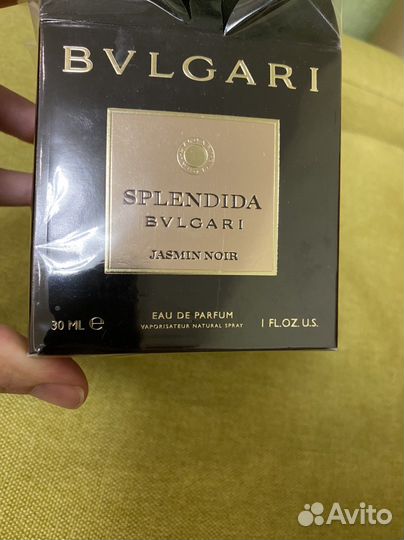 BVLGARI
SPLENDIDA
BVLGARI
JASMIN NOIR
30 ML ℮ EAU DE PARFUM 1 FL.OZ. U.S.
VAPORISATEUR NATURAL SPRAY
Avito